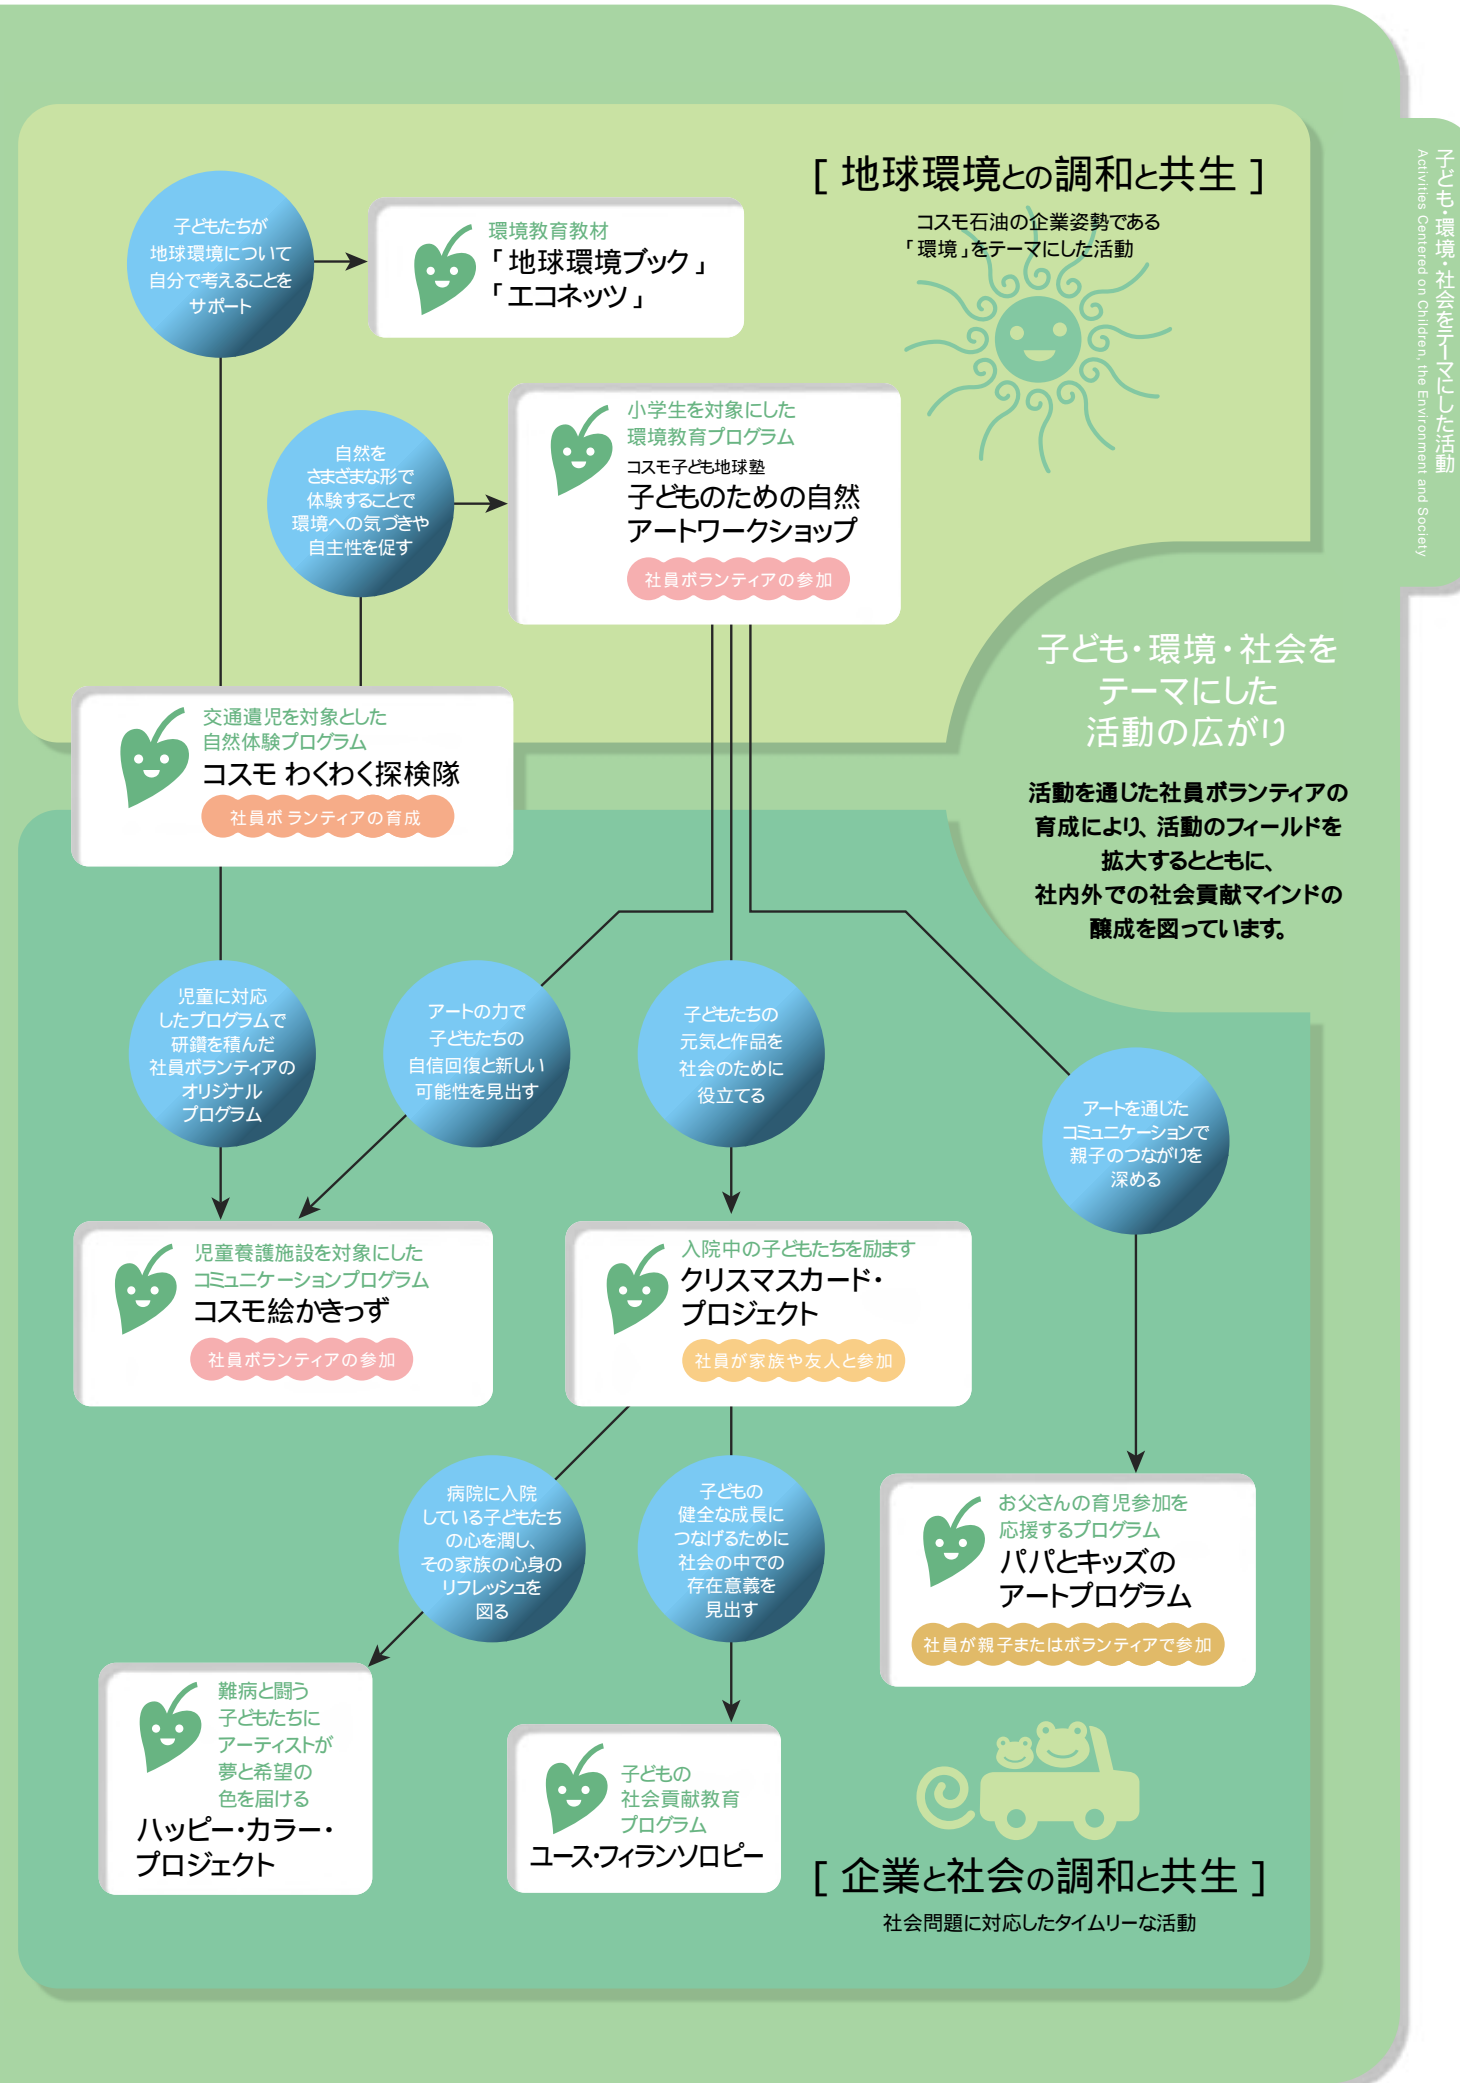 [ 地球環境との調和と共生 ]
コスモ石油の企業姿勢である
「環境」をテーマにした活動
子どもたちが
地球環境について
自分で考えることを
サポート
環境教育教材
「地球環境ブック」
「エコネッツ」
自然を
さまざまな形で
体験することで
環境への気づきや
自主性を促す
小学生を対象にした
環境教育プログラム
コスモ子ども地球塾
子どものための自然
アートワークショップ
社員ボランティアの参加
子ども・環境・社会をテーマにした活動
Activities Centered on Children, the Environment and Society
子ども・環境・社会を
テーマにした
活動の広がり
活動を通じた社員ボランティアの
育成により、活動のフィールドを
拡大するとともに、
社内外での社会貢献マインドの
醸成を図っています。
交通遺児を対象とした
自然体験プログラム
コスモ わくわく探検隊
社員ボランティアの育成
児童に対応
したプログラムで
研鑽を積んだ
社員ボランティアの
オリジナル
プログラム
アートの力で
子どもたちの
自信回復と新しい
可能性を見出す
子どもたちの
元気と作品を
社会のために
役立てる
アートを通じた
コミュニケーションで
親子のつながりを
深める
児童養護施設を対象にした
コミュニケーションプログラム
コスモ絵かきっず
社員ボランティアの参加
入院中の子どもたちを励ます
クリスマスカード・
プロジェクト
社員が家族や友人と参加
病院に入院
している子どもたち
の心を潤し、
その家族の心身の
リフレッシュを
図る
子どもの
健全な成長に
つなげるために
社会の中での
存在意義を
見出す
お父さんの育児参加を
応援するプログラム
パパとキッズの
アートプログラム
社員が親子またはボランティアで参加
難病と闘う
子どもたちに
アーティストが
夢と希望の
色を届ける
ハッピー・カラー・
プロジェクト
子どもの
社会貢献教育
プログラム
ユース・フィランソロピー
[ 企業と社会の調和と共生 ]
社会問題に対応したタイムリーな活動